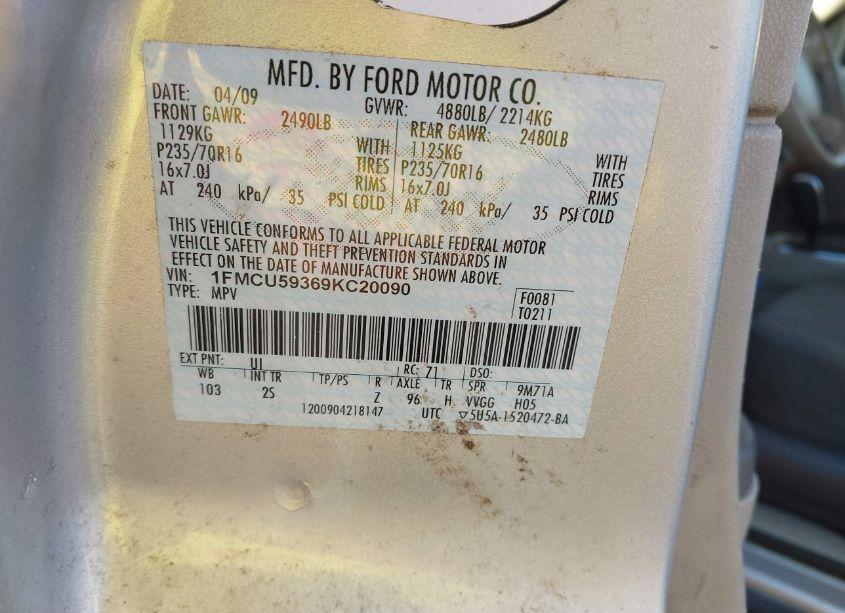 MFD. BY FORD MOTOR CO.
DATE: 04/09 GVWR: 4880LB/ 2214KG
FRONT GAWR: 2490LB REAR GAWR: 2480LB
1129KG WITH 1125KG WITH
P235/70R16 TIRES P235/70R16 TIRES
16x7.0J RIMS 16x7.0J RIMS
AT 240 kPa/ 35 PSI COLD AT 240 kPa/ 35 PSI COLD
THIS VEHICLE CONFORMS TO ALL APPLICABLE FEDERAL MOTOR
VEHICLE SAFETY AND THEFT PREVENTION STANDARDS IN
EFFECT ON THE DATE OF MANUFACTURE SHOWN ABOVE.
VIN: 1FMCU59369KC20090
TYPE: MPV F0081
T0211
EXT PNT: UI RC: 71 DSO:
WB INT TR TP/PS R AXLE TR SPR 9M71A
103 2S Z 96 H VVGG H05
1200904218147 UTC ▽5U5A-1520472-BA